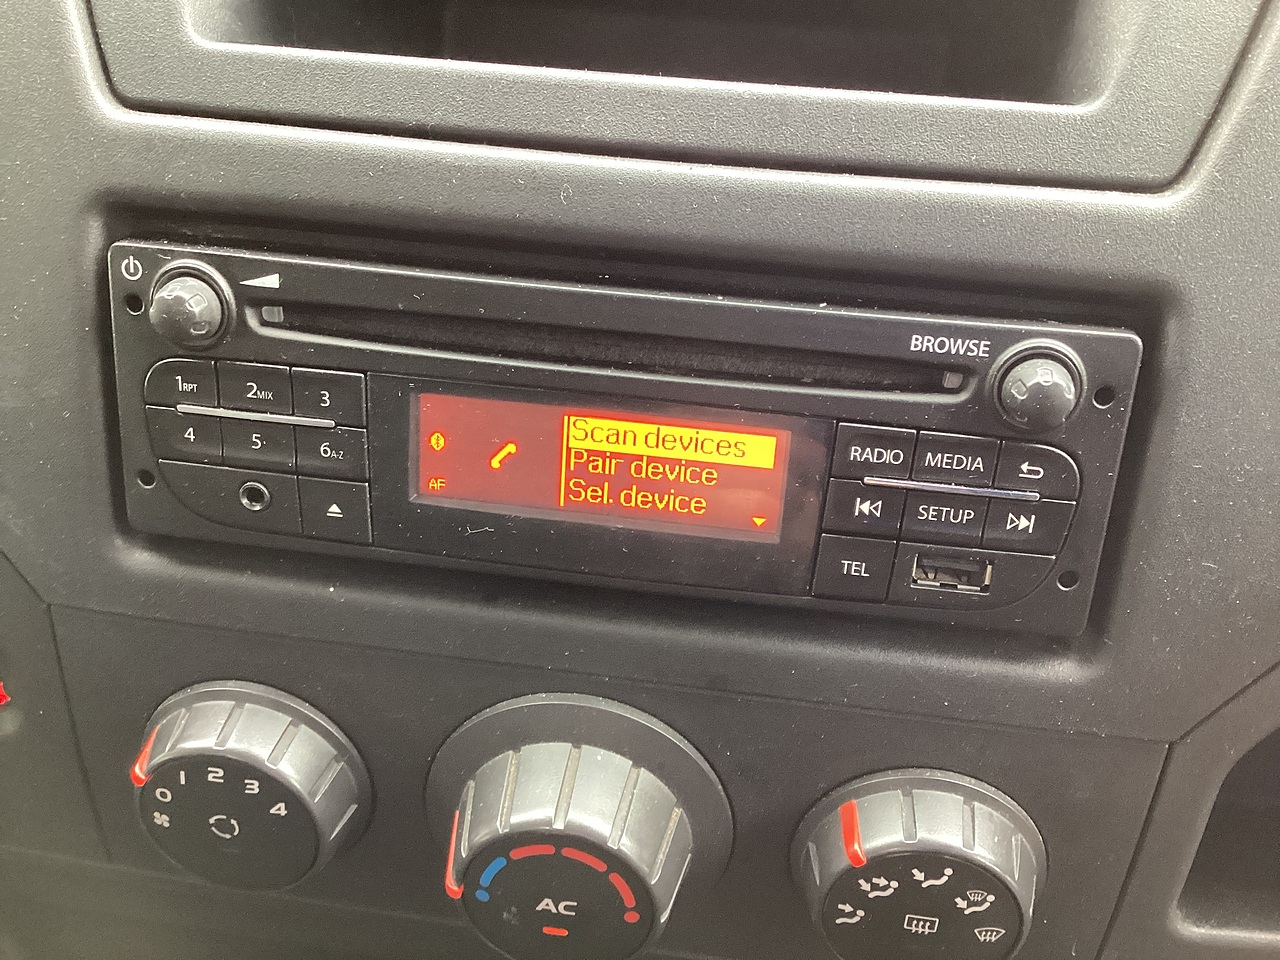 BROWSE
1RPT 2MIX 3
4 5 6A-Z
AF
Scan devices
Pair device
Sel. device
RADIO MEDIA
SETUP
TEL
0 1 2 3 4
AC